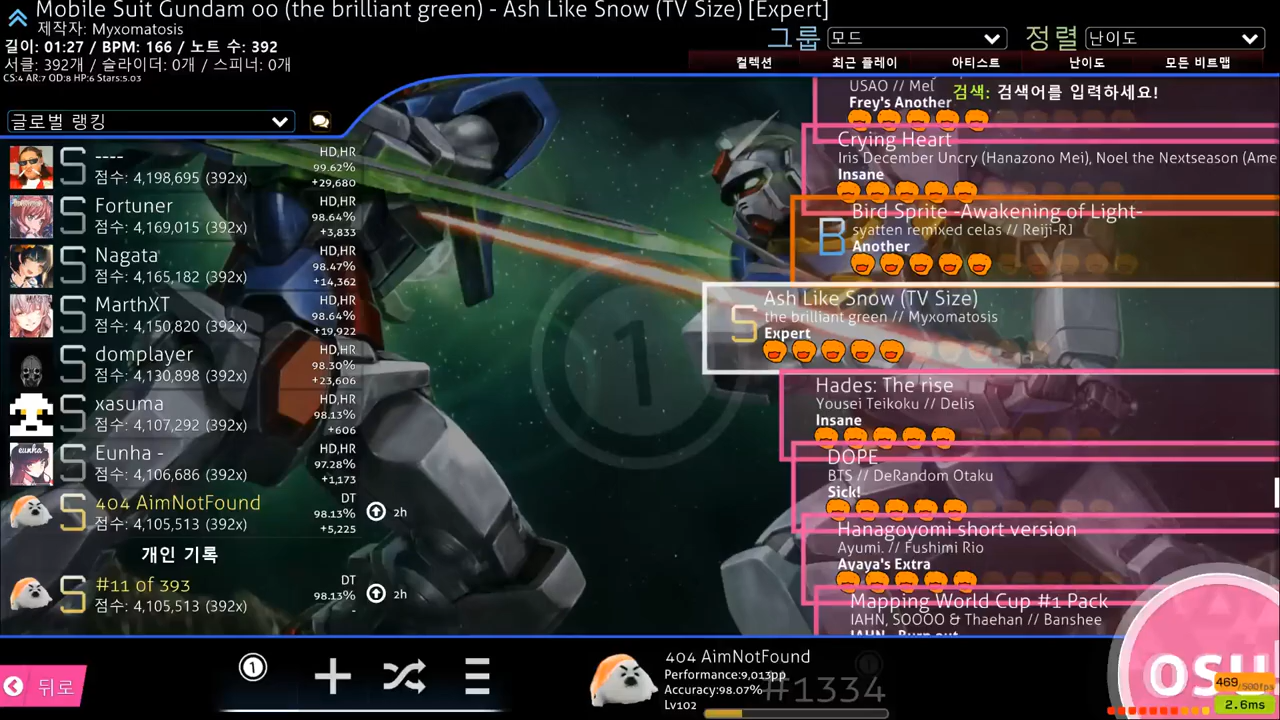 Mobile Suit Gundam 00 (the brilliant green) - Ash Like Snow (TV Size) [Expert]
제작자: Myxomatosis
길이: 01:27 / BPM: 166 / 노트 수: 392
서클: 392개 / 슬라이더: 0개 / 스피너: 0개
CS:4 AR:7 OD:8 HP:6 Stars:5.03
그룹 모드
정렬 난이도
컬렉션 최근 플레이 아티스트 난이도 모든 비트맵
검색: 검색어를 입력하세요!
글로벌 랭킹
S ---- HD,HR
점수: 4,198,695 (392x) 99.62%
+29,680
S Fortuner HD,HR
점수: 4,169,015 (392x) 98.64%
+3,833
S Nagata HD,HR
점수: 4,165,182 (392x) 98.47%
+14,362
S MarthXT HD,HR
점수: 4,150,820 (392x) 98.64%
+19,922
S domplayer HD,HR
점수: 4,130,898 (392x) 98.30%
+23,606
S xasuma HD,HR
점수: 4,107,292 (392x) 98.13%
+606
S Eunha - HD,HR
점수: 4,106,686 (392x) 97.28%
+1,173
S 404 AimNotFound DT
점수: 4,105,513 (392x) 98.13% 2h
+5,225
개인 기록
S #11 of 393 DT
점수: 4,105,513 (392x) 98.13% 2h
-
USAO // Mel
Frey's Another
Crying Heart
Iris December Uncry (Hanazono Mei), Noel the Nextseason (Ame
Insane
B Bird Sprite -Awakening of Light-
syatten remixed celas // Reiji-RJ
Another
S Ash Like Snow (TV Size)
the brilliant green // Myxomatosis
Expert
Hades: The rise
Yousei Teikoku // Delis
Insane
DOPE
BTS // DeRandom Otaku
Sick!
Hanagoyomi short version
Ayumi. // Fushimi Rio
Ayaya's Extra
Mapping World Cup #1 Pack
IAHN, SOOOO & Thaehan // Banshee
IAHN - Burn out
1
뒤로
1
404 AimNotFound
Performance:9,013pp
Accuracy:98.07%
Lv102
#1334
osu
469/500fps
2.6ms